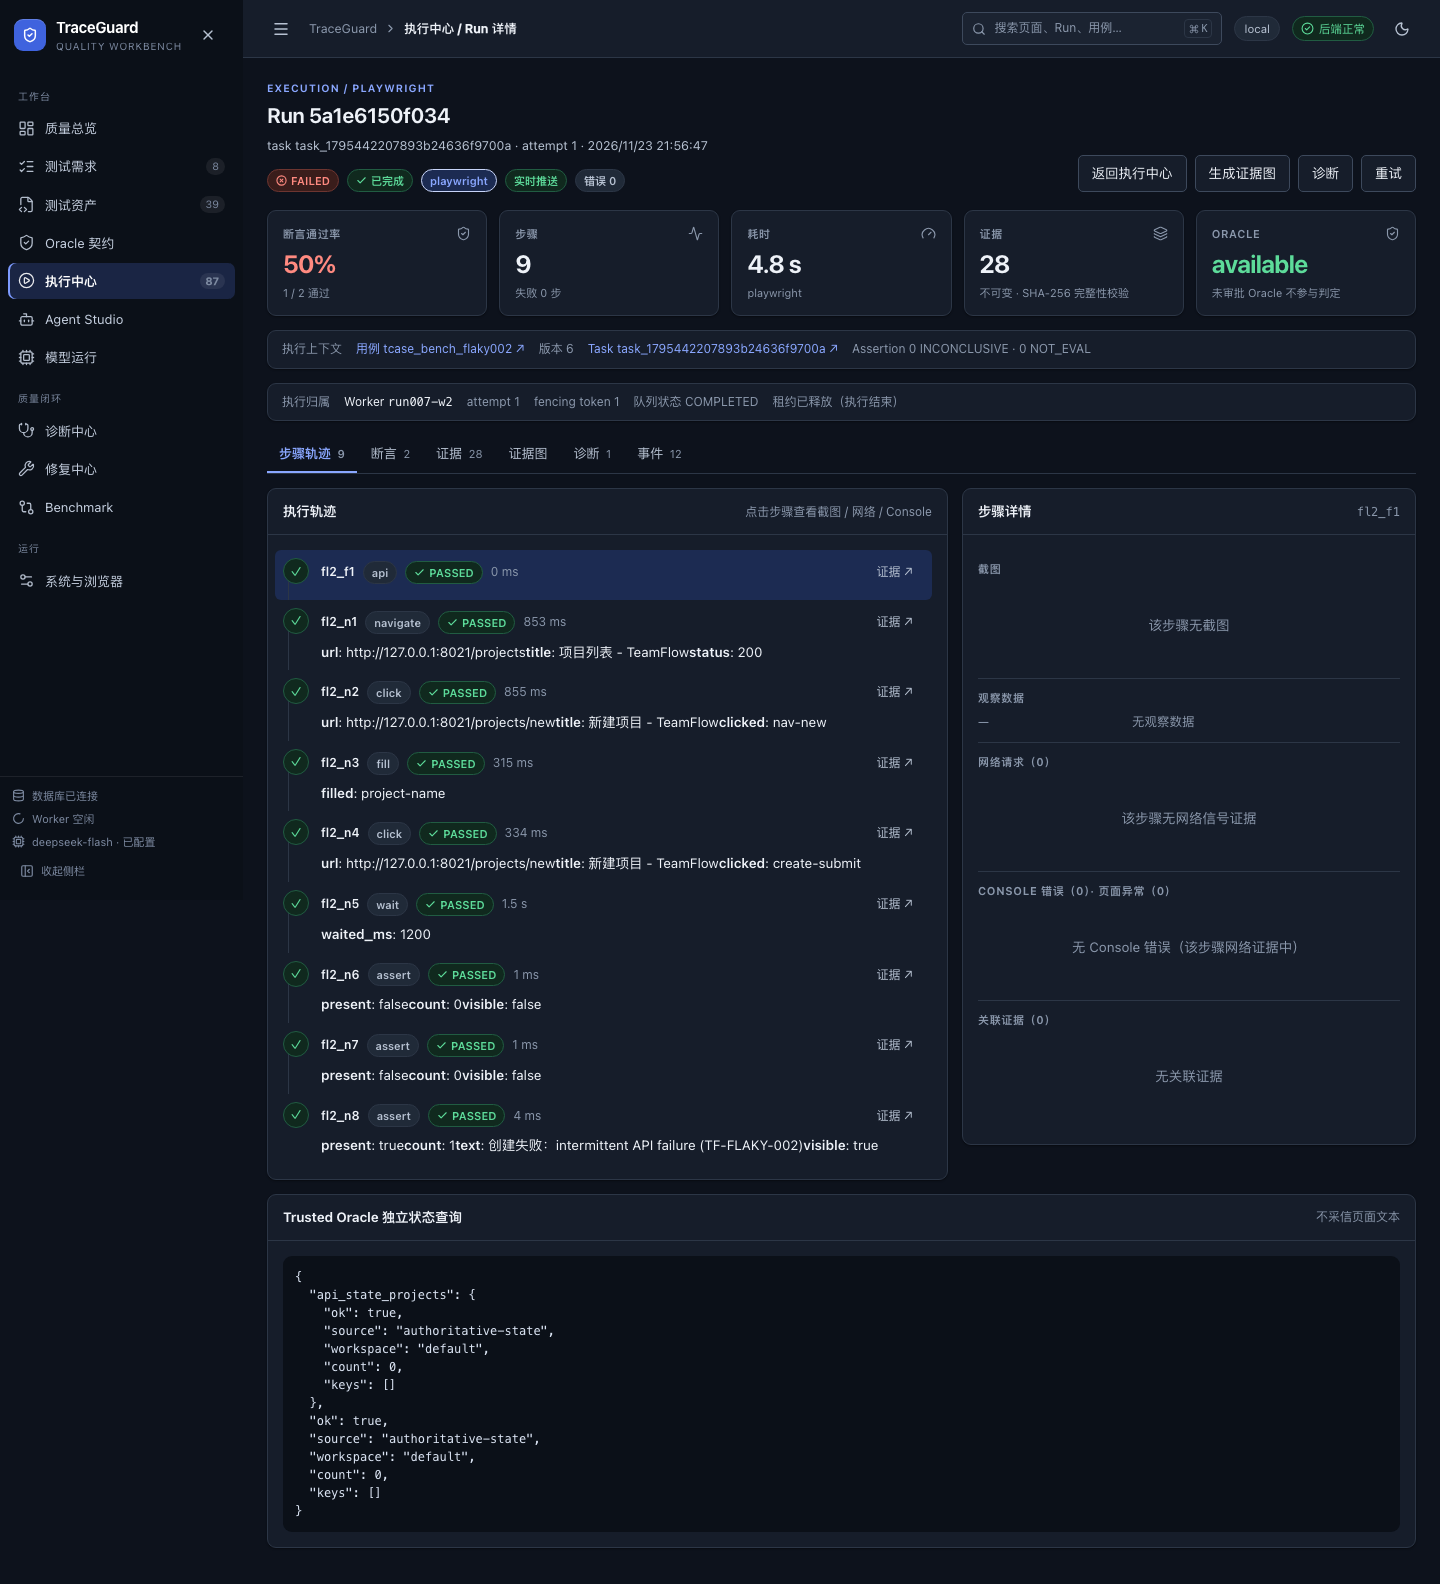 TraceGuard
QUALITY WORKBENCH
工作台
质量总览
测试需求 8
测试资产 39
Oracle 契约
执行中心 87
Agent Studio
模型运行
质量闭环
诊断中心
修复中心
Benchmark
运行
系统与浏览器
数据库已连接
Worker 空闲
deepseek-flash · 已配置
收起侧栏
TraceGuard > 执行中心 / Run 详情
搜索页面、Run、用例... ⌘ K
local
后端正常
EXECUTION / PLAYWRIGHT
Run 5a1e6150f034
task task_1795442207893b24636f9700a · attempt 1 · 2026/11/23 21:56:47
FAILED 已完成 playwright 实时推送 错误 0
返回执行中心 生成证据图 诊断 重试
断言通过率
50%
1 / 2 通过
步骤
9
失败 0 步
耗时
4.8 s
playwright
证据
28
不可变 · SHA-256 完整性校验
ORACLE
available
未审批 Oracle 不参与判定
执行上下文 用例 tcase_bench_flaky002 ↗ 版本 6 Task task_1795442207893b24636f9700a ↗ Assertion 0 INCONCLUSIVE · 0 NOT_EVAL
执行归属 Worker run007-w2 attempt 1 fencing token 1 队列状态 COMPLETED 租约已释放（执行结束）
步骤轨迹 9 断言 2 证据 28 证据图 诊断 1 事件 12
执行轨迹 点击步骤查看截图 / 网络 / Console
fl2_f1 api PASSED 0 ms 证据 ↗
fl2_n1 navigate PASSED 853 ms 证据 ↗
url: http://127.0.0.1:8021/projectstitle: 项目列表 - TeamFlowstatus: 200
fl2_n2 click PASSED 855 ms 证据 ↗
url: http://127.0.0.1:8021/projects/newtitle: 新建项目 - TeamFlowclicked: nav-new
fl2_n3 fill PASSED 315 ms 证据 ↗
filled: project-name
fl2_n4 click PASSED 334 ms 证据 ↗
url: http://127.0.0.1:8021/projects/newtitle: 新建项目 - TeamFlowclicked: create-submit
fl2_n5 wait PASSED 1.5 s 证据 ↗
waited_ms: 1200
fl2_n6 assert PASSED 1 ms 证据 ↗
present: falsecount: 0visible: false
fl2_n7 assert PASSED 1 ms 证据 ↗
present: falsecount: 0visible: false
fl2_n8 assert PASSED 4 ms 证据 ↗
present: truecount: 1text: 创建失败：intermittent API failure (TF-FLAKY-002)visible: true
步骤详情 fl2_f1
截图
该步骤无截图
观察数据
— 无观察数据
网络请求（0）
该步骤无网络信号证据
CONSOLE 错误（0）· 页面异常（0）
无 Console 错误（该步骤网络证据中）
关联证据（0）
无关联证据
Trusted Oracle 独立状态查询 不采信页面文本
{
"api_state_projects": {
"ok": true,
"source": "authoritative-state",
"workspace": "default",
"count": 0,
"keys": []
},
"ok": true,
"source": "authoritative-state",
"workspace": "default",
"count": 0,
"keys": []
}